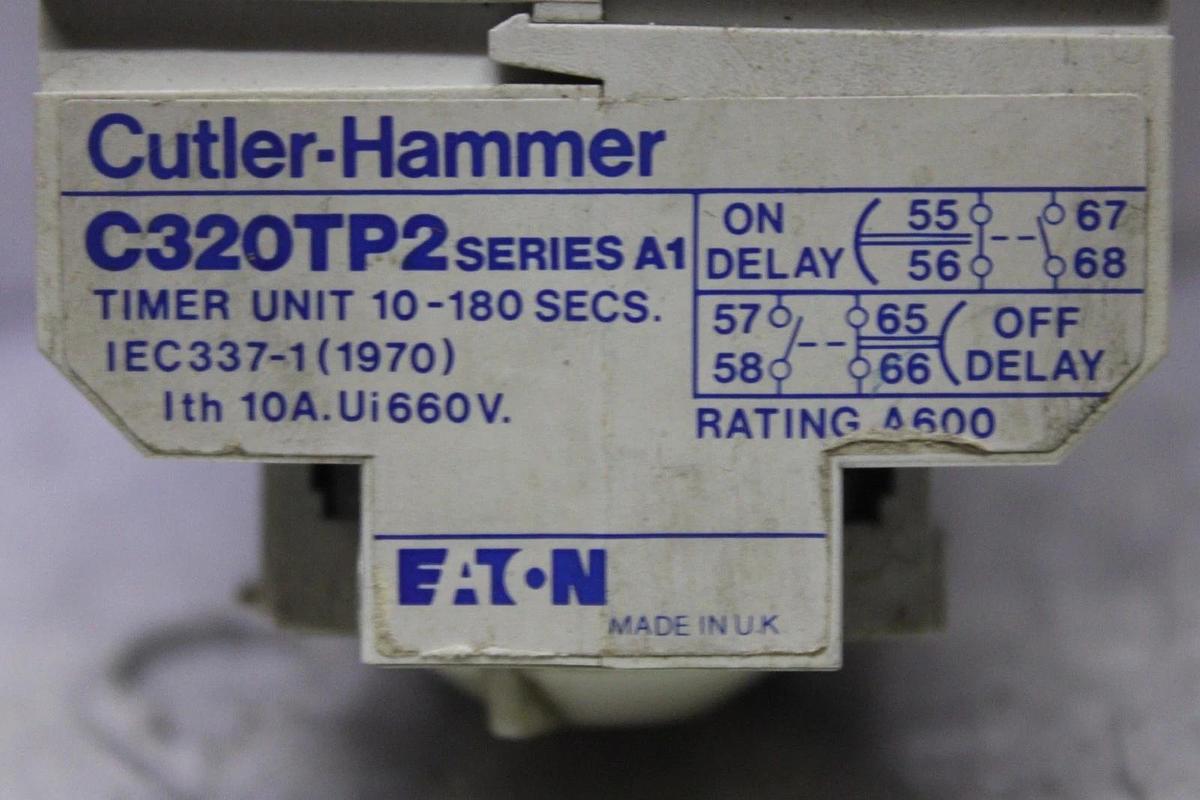 Cutler-Hammer
C320TP2 SERIES A1
TIMER UNIT 10-180 SECS.
IEC337-1 (1970)
Ith 10A. Ui660V.
ON
DELAY
55
67
56
68
57
65
OFF
58
66
DELAY
RATING A600
EATON
MADE IN U.K